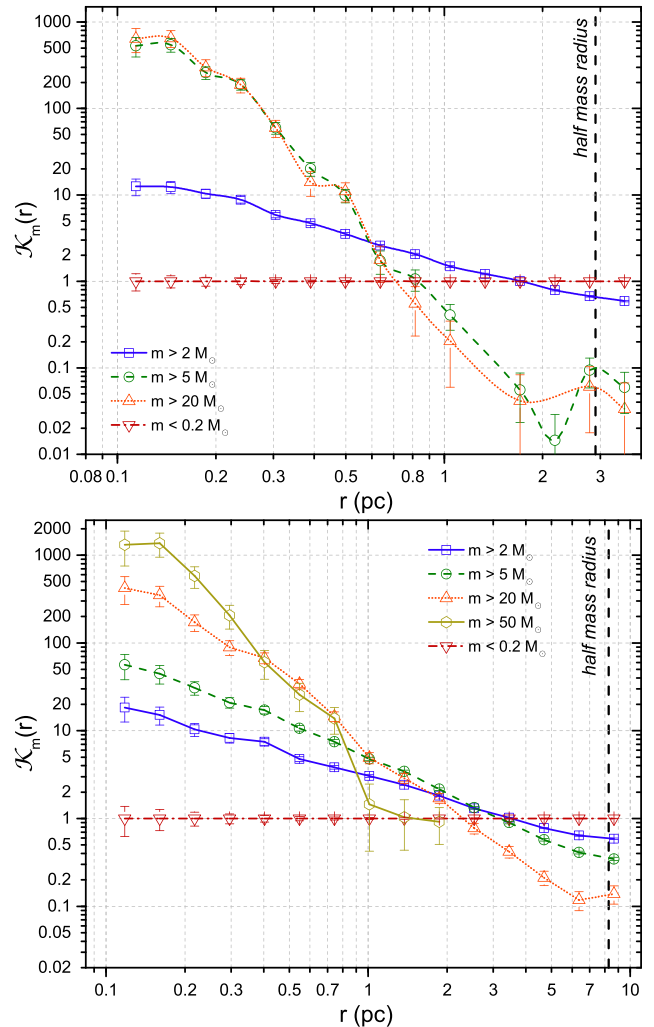 1000
500
200
100
50
20
10
5
2
1
0.5
0.2
0.1
0.05
0.02
0.01
𝒦m(r)
half mass radius
m > 2 M☉
m > 5 M☉
m > 20 M☉
m < 0.2 M☉
0.08 0.1 0.2 0.3 0.5 0.8 1 2 3
r (pc)
2000
1000
500
200
100
50
20
10
5
2
1
0.5
0.2
0.1
0.05
0.02
𝒦m(r)
m > 2 M☉
m > 5 M☉
m > 20 M☉
m > 50 M☉
m < 0.2 M☉
half mass radius
0.1 0.2 0.3 0.5 0.7 1 2 3 4 5 7 10
r (pc)